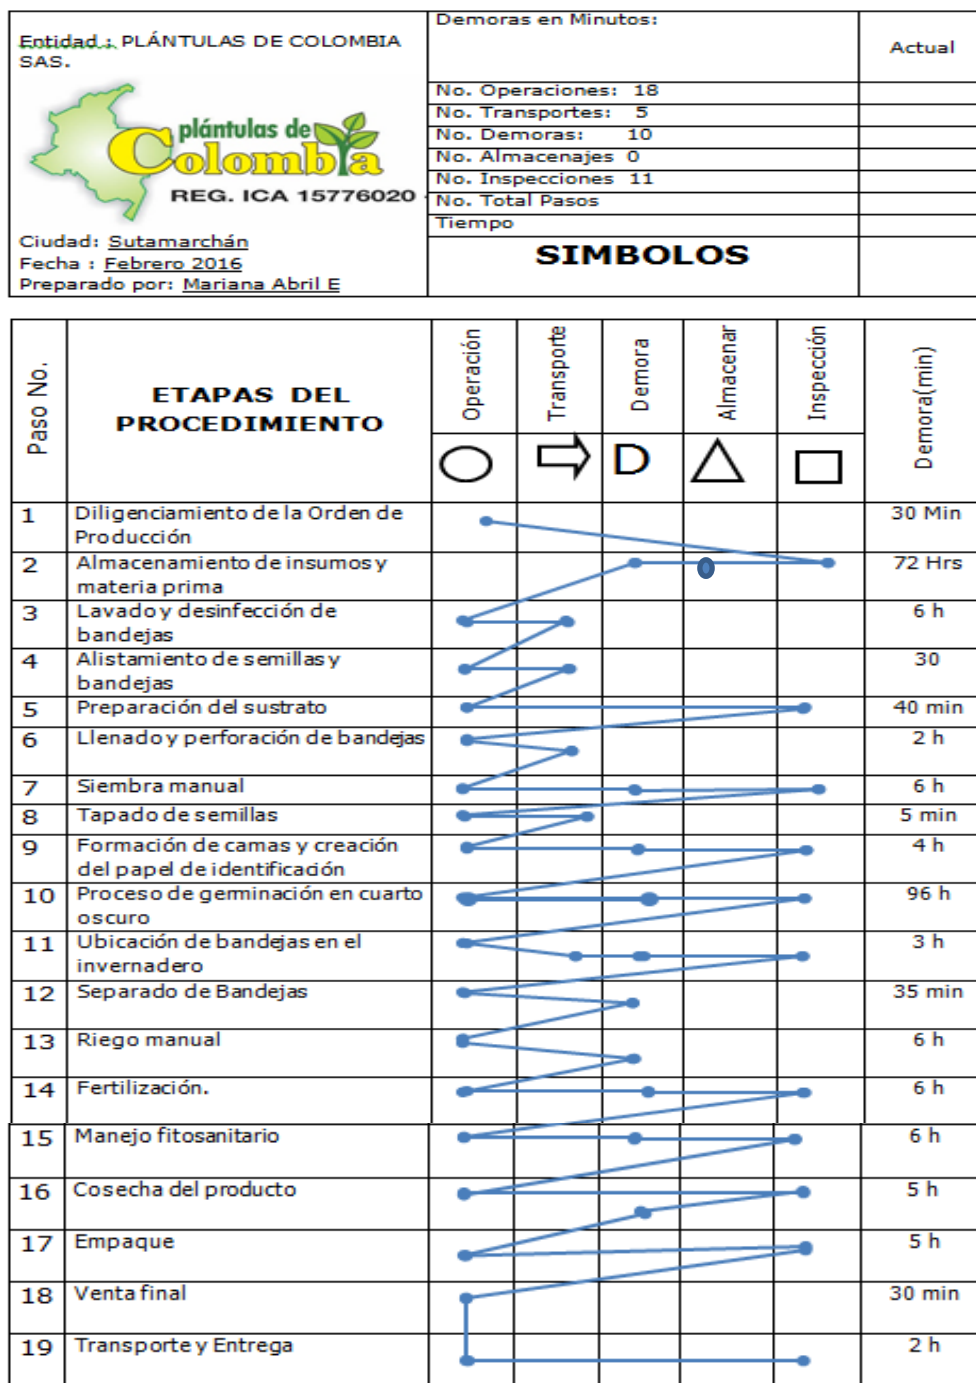 Entidad : PLÁNTULAS DE COLOMBIA
SAS.
plántulas de
Colombia
REG. ICA 15776020
Ciudad: Sutamarchán
Fecha : Febrero 2016
Preparado por: Mariana Abril E
Demoras en Minutos:
Actual
No. Operaciones: 18
No. Transportes: 5
No. Demoras: 10
No. Almacenajes 0
No. Inspecciones 11
No. Total Pasos
Tiempo
SIMBOLOS
Paso No.
ETAPAS DEL
PROCEDIMIENTO
Operación
Transporte
Demora
Almacenar
Inspección
Demora(min)
D
1 Diligenciamiento de la Orden de 30 Min
Producción
2 Almacenamiento de insumos y 72 Hrs
materia prima
3 Lavado y desinfección de 6 h
bandejas
4 Alistamiento de semillas y 30
bandejas
5 Preparación del sustrato 40 min
6 Llenado y perforación de bandejas 2 h
7 Siembra manual 6 h
8 Tapado de semillas 5 min
9 Formación de camas y creación 4 h
del papel de identificación
10 Proceso de germinación en cuarto 96 h
oscuro
11 Ubicación de bandejas en el 3 h
invernadero
12 Separado de Bandejas 35 min
13 Riego manual 6 h
14 Fertilización. 6 h
15 Manejo fitosanitario 6 h
16 Cosecha del producto 5 h
17 Empaque 5 h
18 Venta final 30 min
19 Transporte y Entrega 2 h